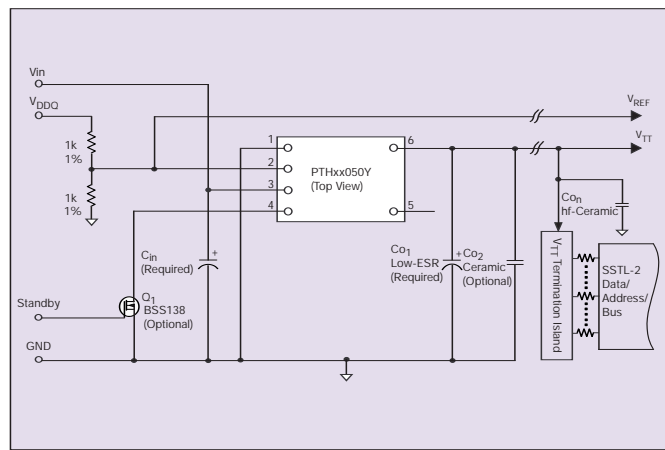 Vin
VDDQ
VREF
VTT
1k
1%
1k
1%
1
2
3
4
6
5
PTHxx050Y
(Top View)
Cin
(Required)
+
Co1
Low-ESR
(Required)
+
Co2
Ceramic
(Optional)
Con
hf-Ceramic
VTT Termination Island
SSTL-2
Data/
Address/
Bus
Standby
Q1
BSS138
(Optional)
GND